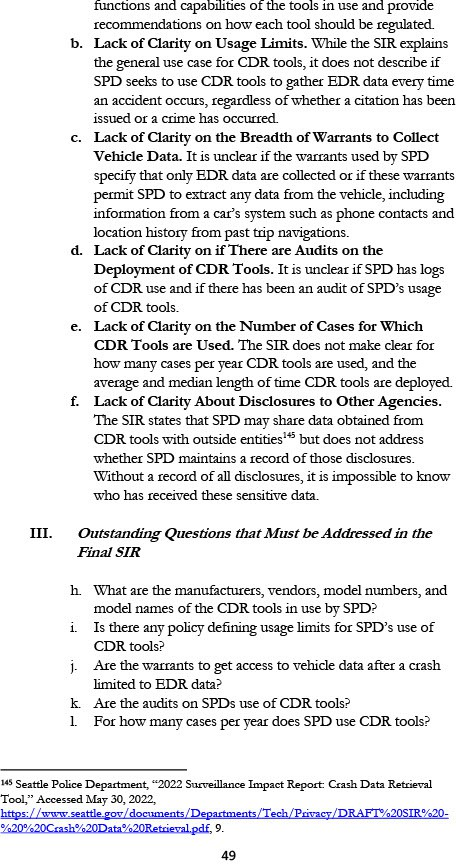 functions and capabilities of the tools in use and provide
recommendations on how each tool should be regulated.
b. Lack of Clarity on Usage Limits. While the SIR explains
the general use case for CDR tools, it does not describe if
SPD seeks to use CDR tools to gather EDR data every time
an accident occurs, regardless of whether a citation has been
issued or a crime has occurred.
c. Lack of Clarity on the Breadth of Warrants to Collect
Vehicle Data. It is unclear if the warrants used by SPD
specify that only EDR data are collected or if these warrants
permit SPD to extract any data from the vehicle, including
information from a car's system such as phone contacts and
location history from past trip navigations.
d. Lack of Clarity on if There are Audits on the
Deployment of CDR Tools. It is unclear if SPD has logs
of CDR use and if there has been an audit of SPD's usage
of CDR tools.
e. Lack of Clarity on the Number of Cases for Which
CDR Tools are Used. The SIR does not make clear for
how many cases per year CDR tools are used, and the
average and median length of time CDR tools are deployed.
f. Lack of Clarity About Disclosures to Other Agencies.
The SIR states that SPD may share data obtained from
CDR tools with outside entities145 but does not address
whether SPD maintains a record of those disclosures.
Without a record of all disclosures, it is impossible to know
who has received these sensitive data.
III. Outstanding Questions that Must be Addressed in the
Final SIR
h. What are the manufacturers, vendors, model numbers, and
model names of the CDR tools in use by SPD?
i. Is there any policy defining usage limits for SPD's use of
CDR tools?
j. Are the warrants to get access to vehicle data after a crash
limited to EDR data?
k. Are the audits on SPDs use of CDR tools?
l. For how many cases per year does SPD use CDR tools?
145 Seattle Police Department, "2022 Surveillance Impact Report: Crash Data Retrieval
Tool," Accessed May 30, 2022,
https://www.seattle.gov/documents/Departments/Tech/Privacy/DRAFT%20SIR%20-
%20%20Crash%20Data%20Retrieval.pdf, 9.
49